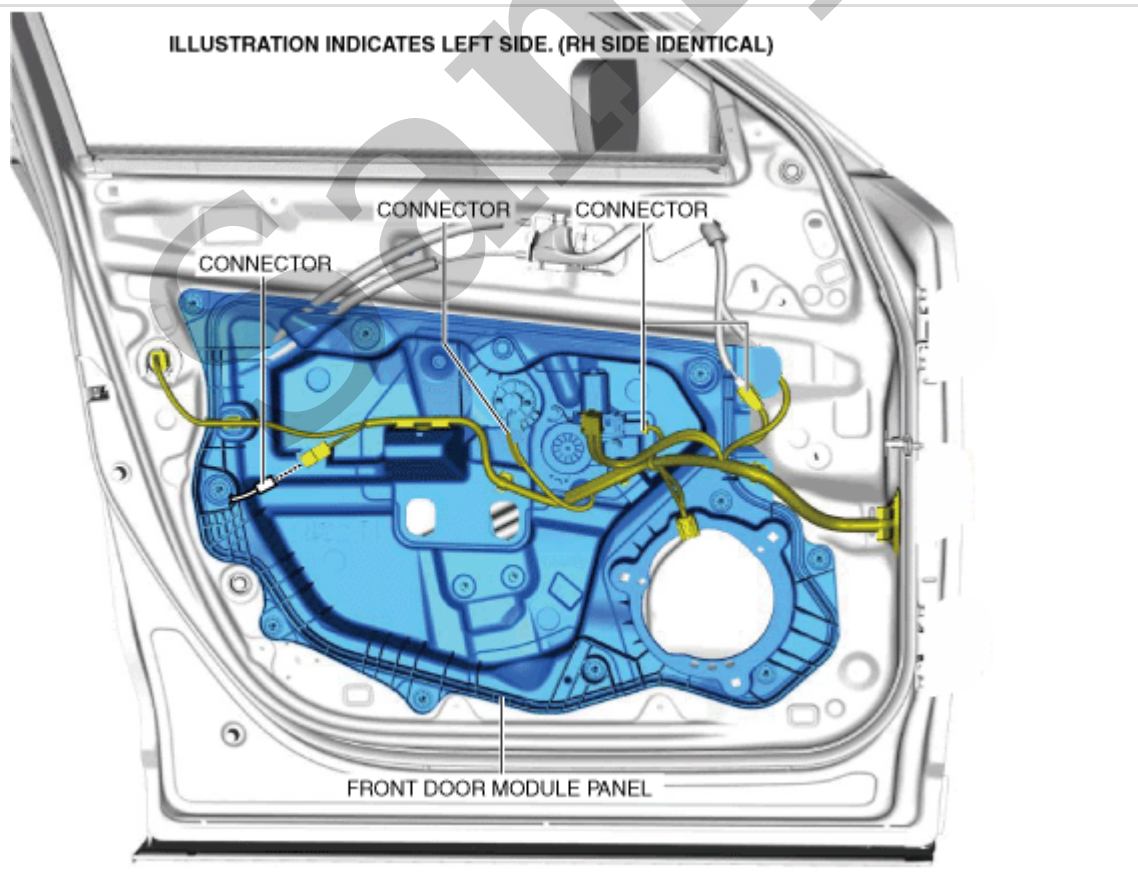 ILLUSTRATION INDICATES LEFT SIDE. (RH SIDE IDENTICAL)
CONNECTOR
CONNECTOR
CONNECTOR
FRONT DOOR MODULE PANEL